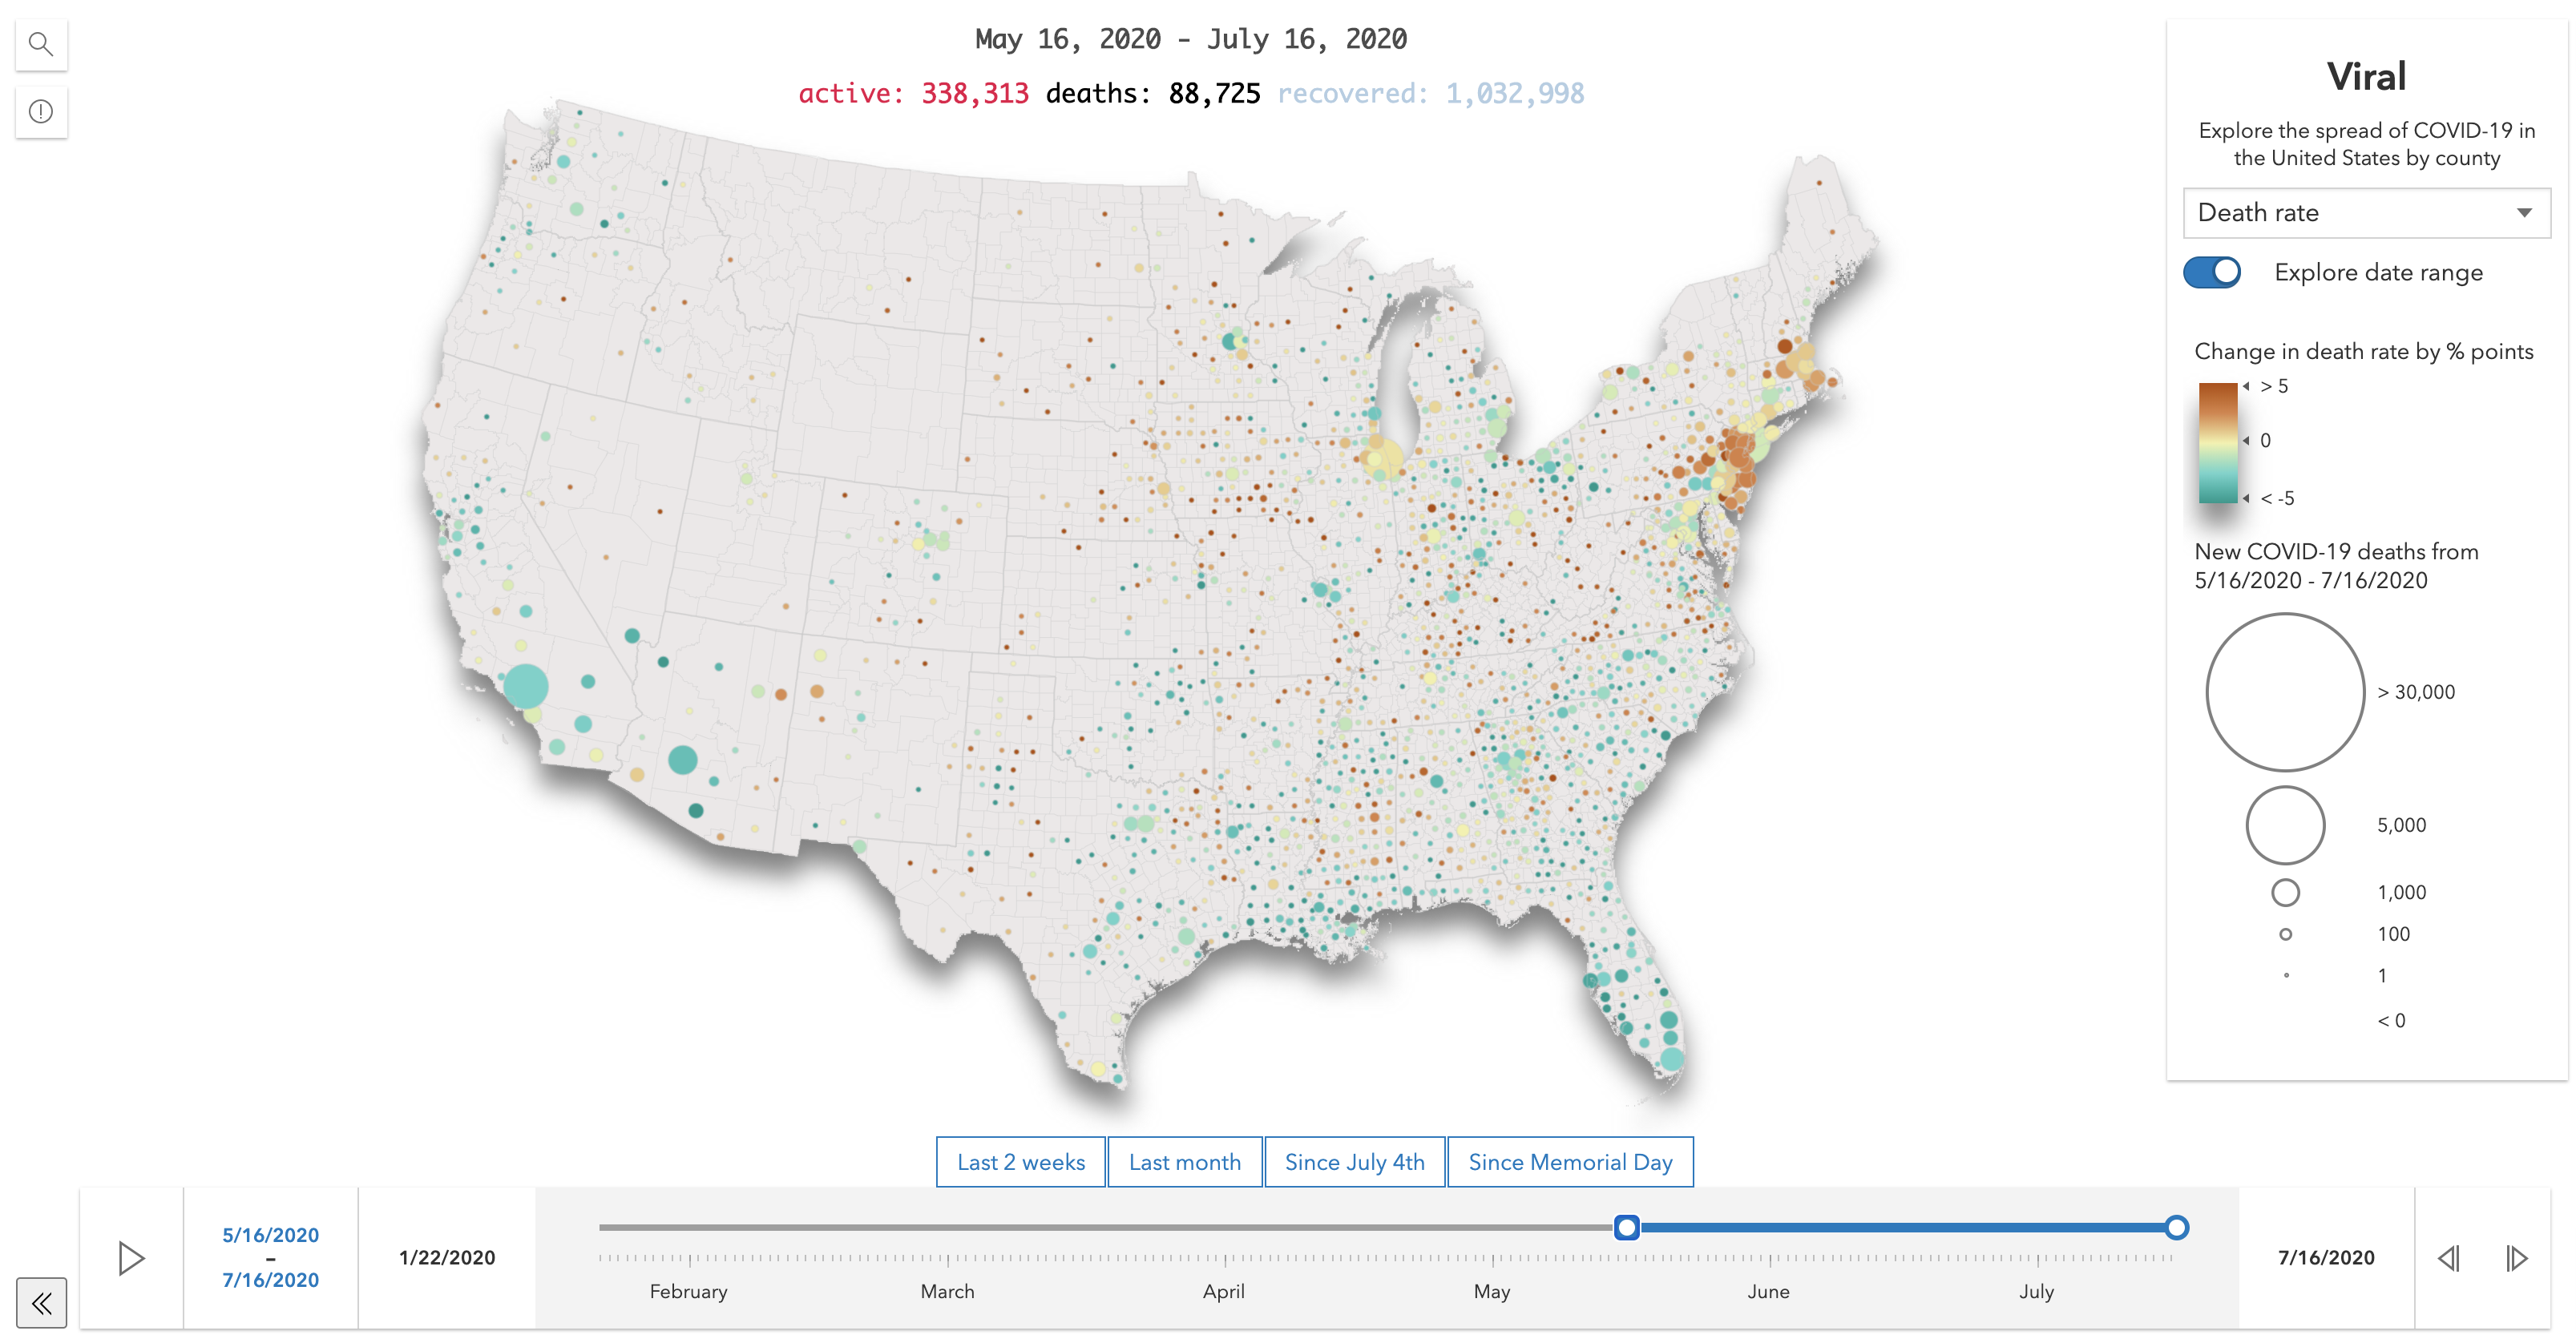 May 16, 2020 - July 16, 2020
active: 338,313 deaths: 88,725 recovered: 1,032,998
Viral
Explore the spread of COVID-19 in
the United States by county
Death rate
Explore date range
Change in death rate by % points
> 5
0
< -5
New COVID-19 deaths from
5/16/2020 - 7/16/2020
> 30,000
5,000
1,000
100
1
< 0
Last 2 weeks
Last month
Since July 4th
Since Memorial Day
5/16/2020
–
7/16/2020
1/22/2020
February
March
April
May
June
July
7/16/2020